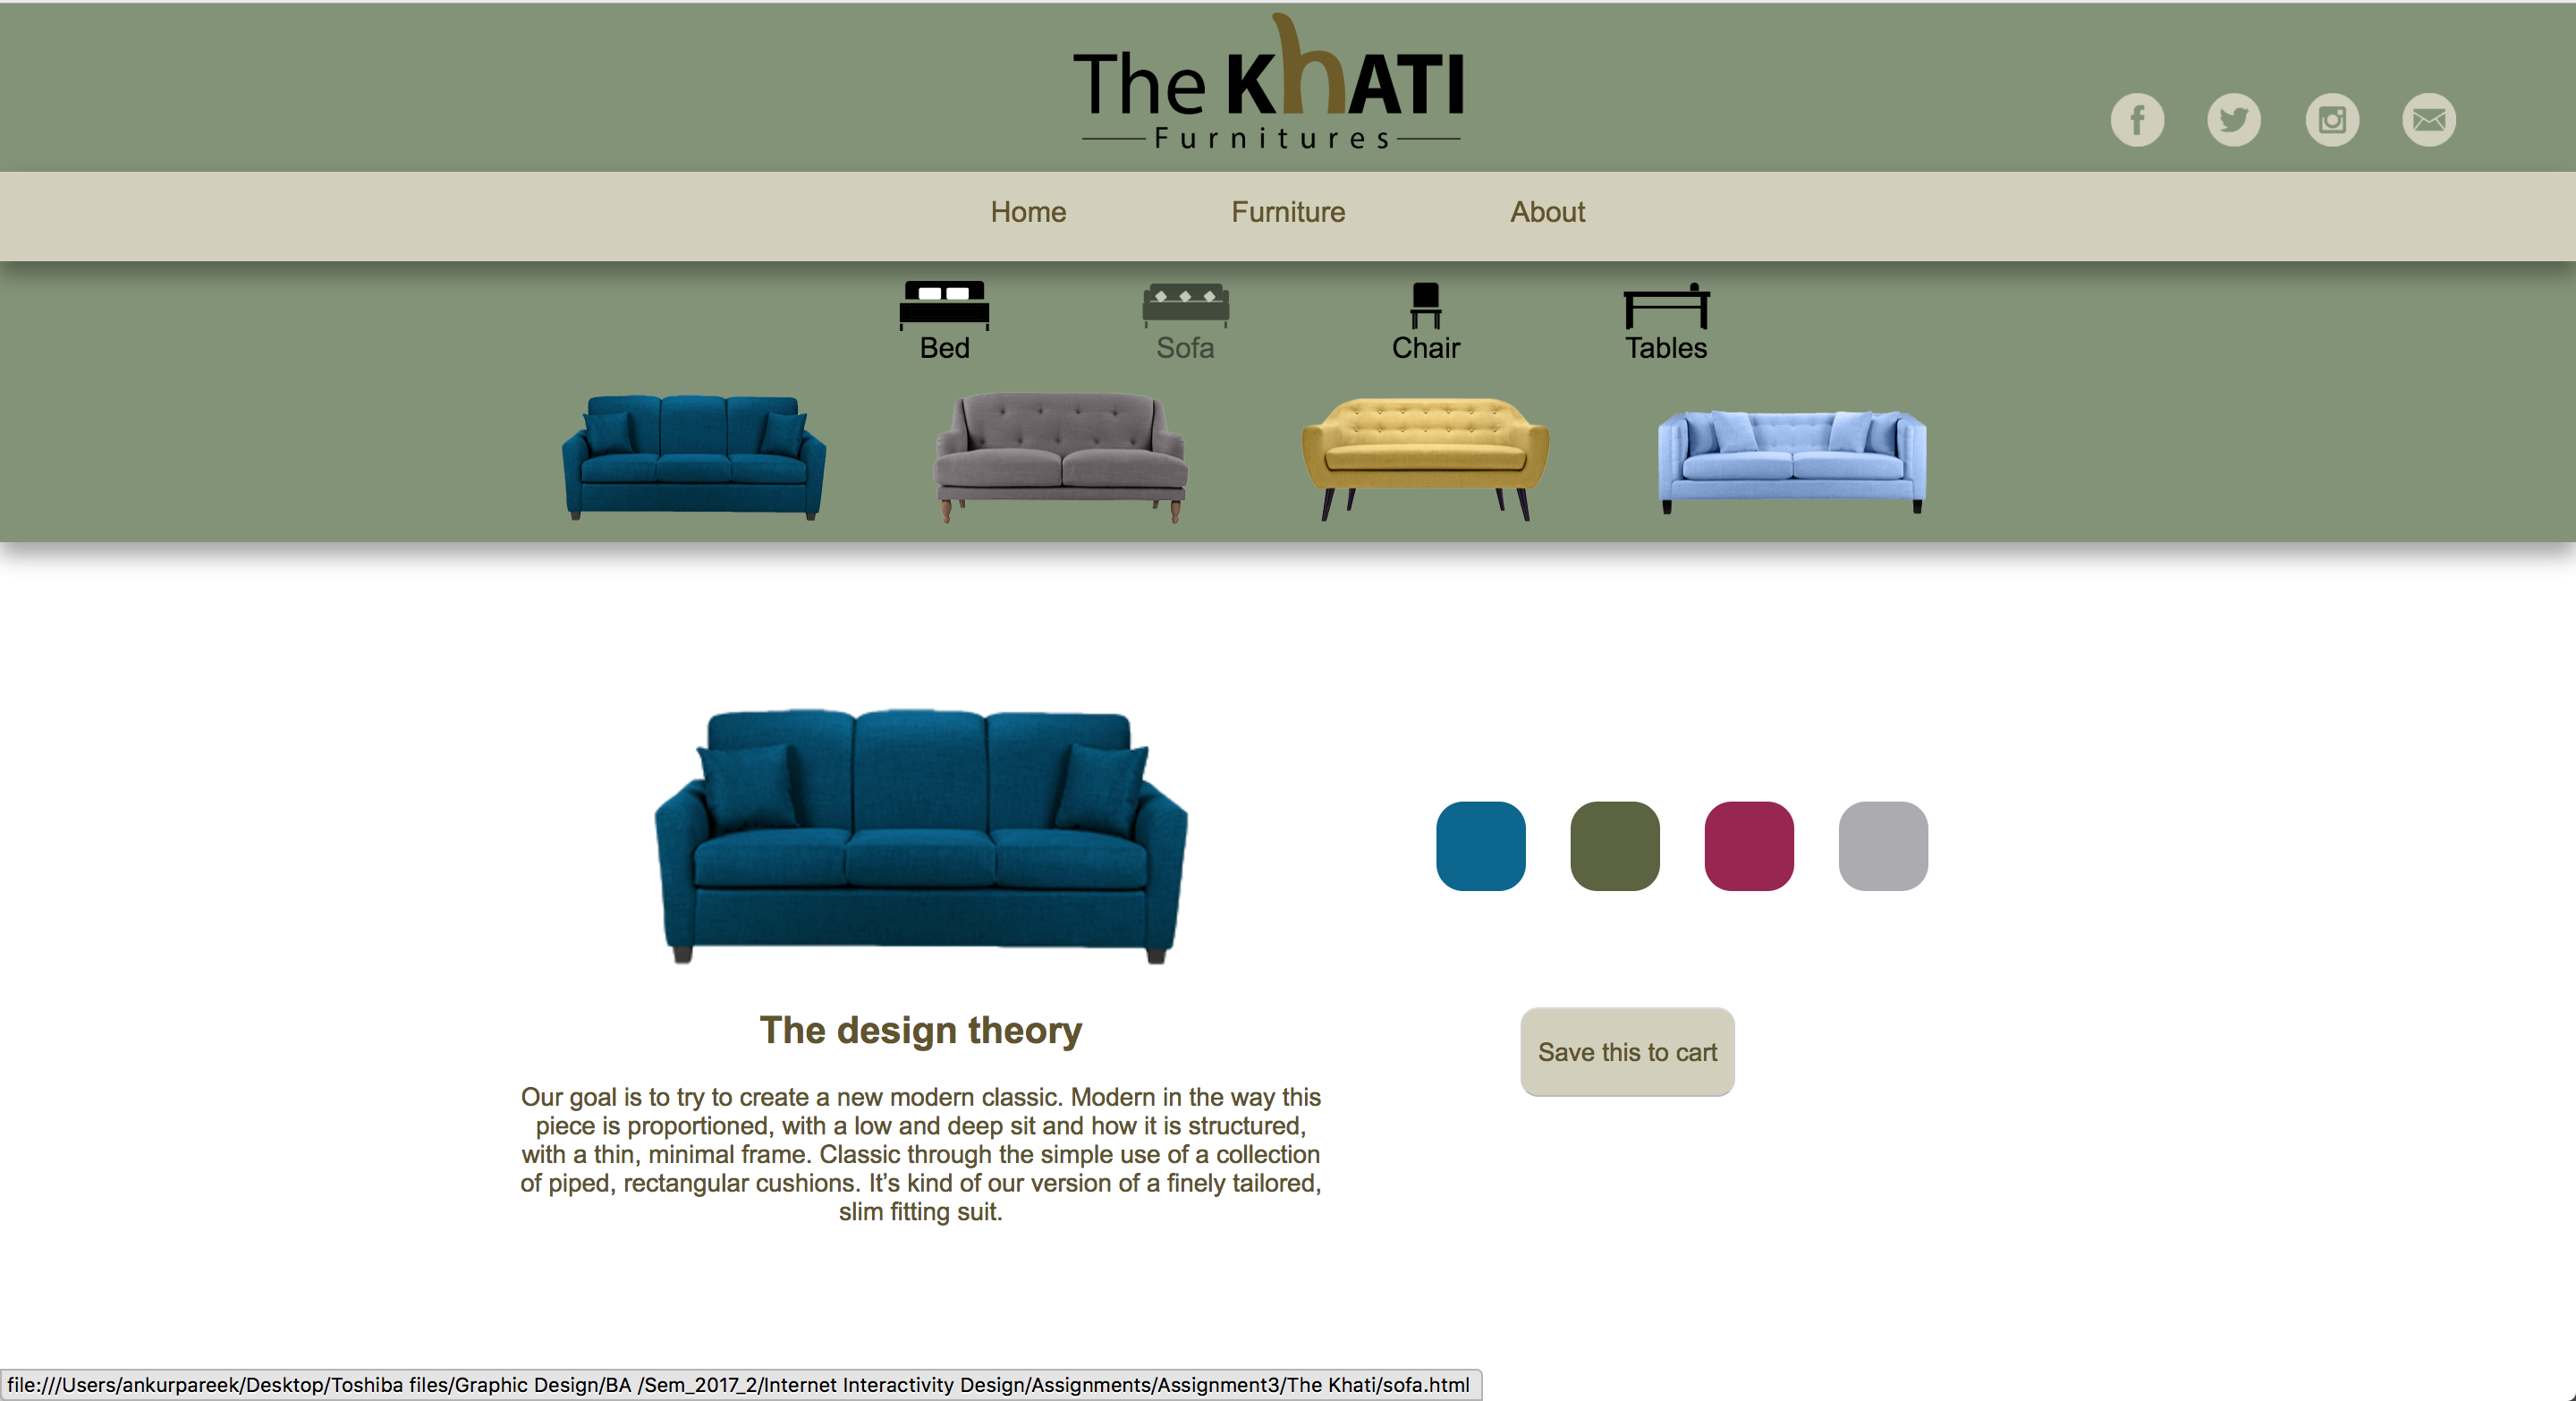 The KhATI
Furnitures
Home Furniture About
Bed Sofa Chair Tables
The design theory
Save this to cart
Our goal is to try to create a new modern classic. Modern in the way this
piece is proportioned, with a low and deep sit and how it is structured,
with a thin, minimal frame. Classic through the simple use of a collection
of piped, rectangular cushions. It’s kind of our version of a finely tailored,
slim fitting suit.
file:///Users/ankurpareek/Desktop/Toshiba files/Graphic Design/BA /Sem_2017_2/Internet Interactivity Design/Assignments/Assignment3/The Khati/sofa.html